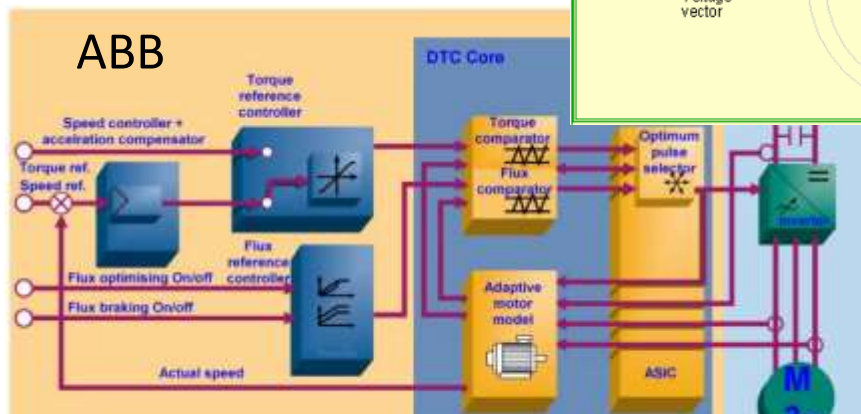 vector
ABB
DTC Core
Torque
reference
controller
Speed controller +
acclration compensator
Torque ref.
Speed ref.
Torque
comparator
Flux
comparator
Optimum
pulse
selector
Inverter
Flux
reference
controller
Flux optimising On/off
Flux braking On/off
Adaptive
motor
model
Actual speed
ASIC
M